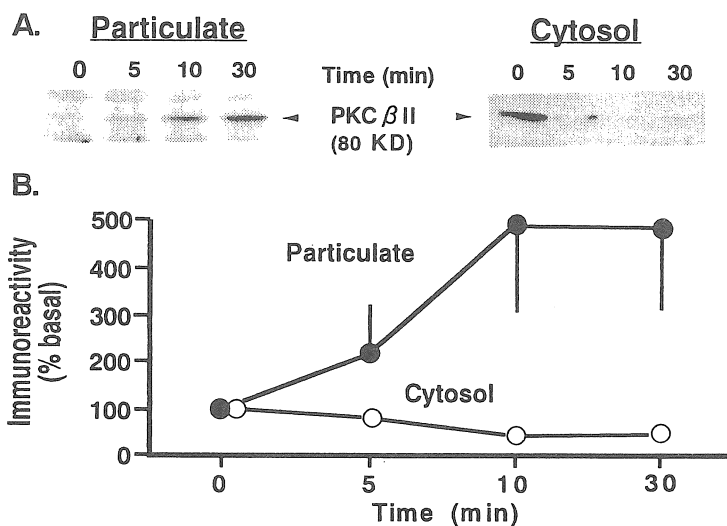 A.
Particulate
Cytosol
0 5 10 30 Time (min) 0 5 10 30
PKC β II
(80 KD)
B.
Immunoreactivity
(% basal)
500
400
300
200
100
0
Particulate
Cytosol
0 5 10 30
Time (min)